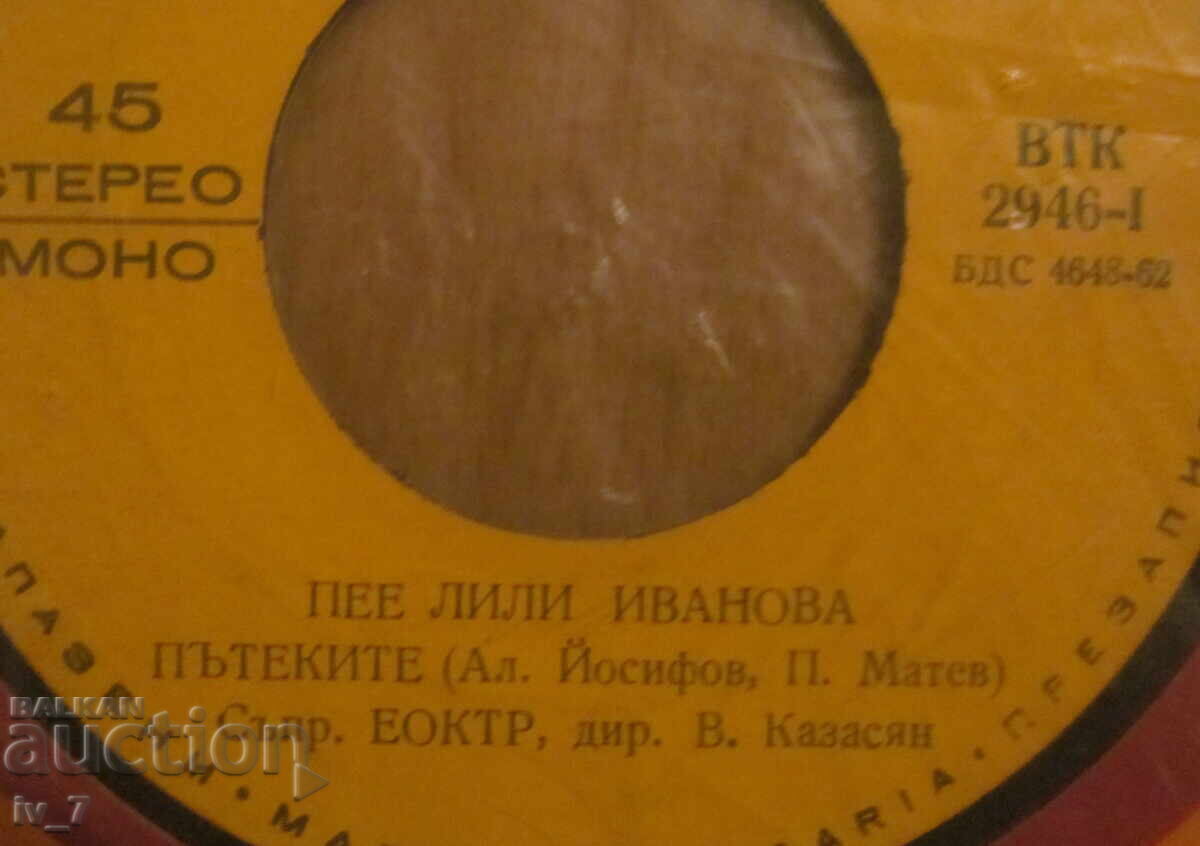 45
СТЕРЕО
МОНО
ВТК
2946-I
БДС 4648-62
ПЕЕ ЛИЛИ ИВАНОВА
ПЪТЕКИТЕ (Ал. Йосифов, П. Матев)
Съпр. ЕОКТР, дир. В. Казасян
BALKAN
auction
iv_7